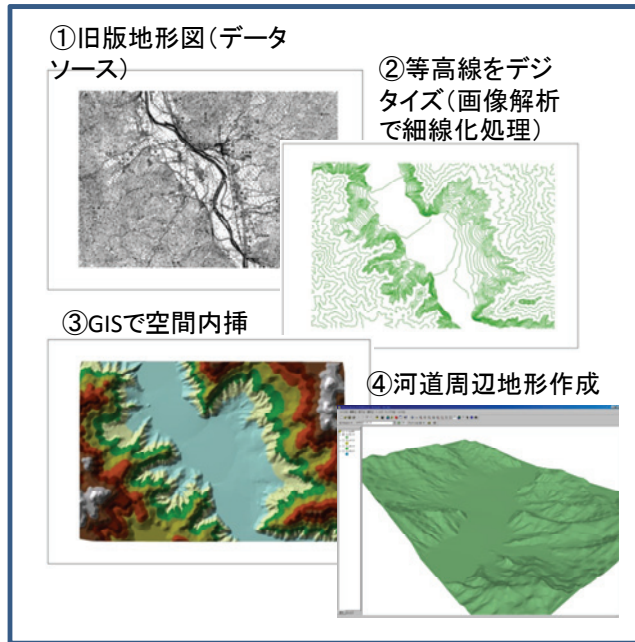 ①旧版地形図(データ
ソース)
②等高線をデジ
タイズ(画像解析
で細線化処理)
③GISで空間内挿
④河道周辺地形作成